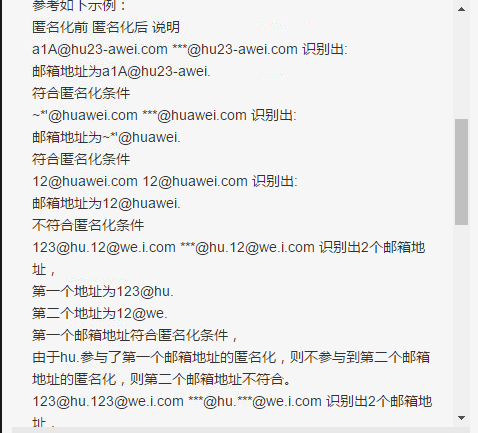 参考如下示例：
匿名化前 匿名化后 说明
a1A@hu23-awei.com ***@hu23-awei.com 识别出:
邮箱地址为a1A@hu23-awei.
符合匿名化条件
~*'@huawei.com ***@huawei.com 识别出:
邮箱地址为~*'@huawei.
符合匿名化条件
12@huawei.com 12@huawei.com 识别出:
邮箱地址为12@huawei.
不符合匿名化条件
123@hu.12@we.i.com ***@hu.12@we.i.com 识别出2个邮箱地
址，
第一个地址为123@hu.
第二个地址为12@we.
第一个邮箱地址符合匿名化条件，
由于hu.参与了第一个邮箱地址的匿名化，则不参与到第二个邮箱
地址的匿名化，则第二个邮箱地址不符合。
123@hu.123@we.i.com ***@hu.***@we.i.com 识别出2个邮箱地
址，